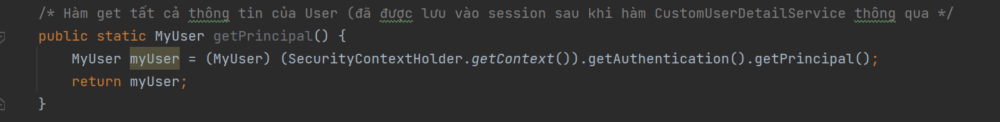 /* Hàm get tất cả thông tin của User (đã được lưu vào session sau khi hàm CustomUserDetailService thông qua */
public static MyUser getPrincipal() {
MyUser myUser = (MyUser) (SecurityContextHolder.getContext()).getAuthentication().getPrincipal();
return myUser;
}